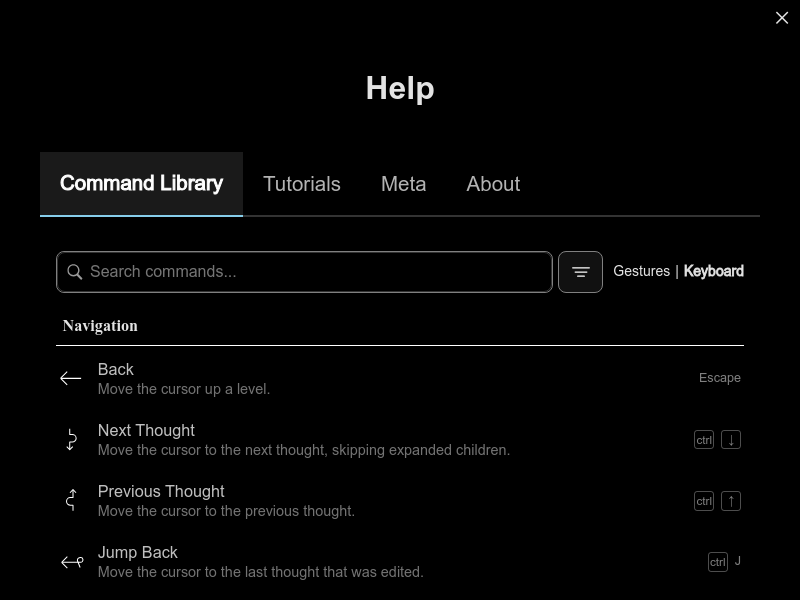 Help
Command Library Tutorials Meta About
Search commands... Gestures | Keyboard
Navigation
Back
Move the cursor up a level.
Escape
Next Thought
Move the cursor to the next thought, skipping expanded children.
ctrl ↓
Previous Thought
Move the cursor to the previous thought.
ctrl ↑
Jump Back
Move the cursor to the last thought that was edited.
ctrl J